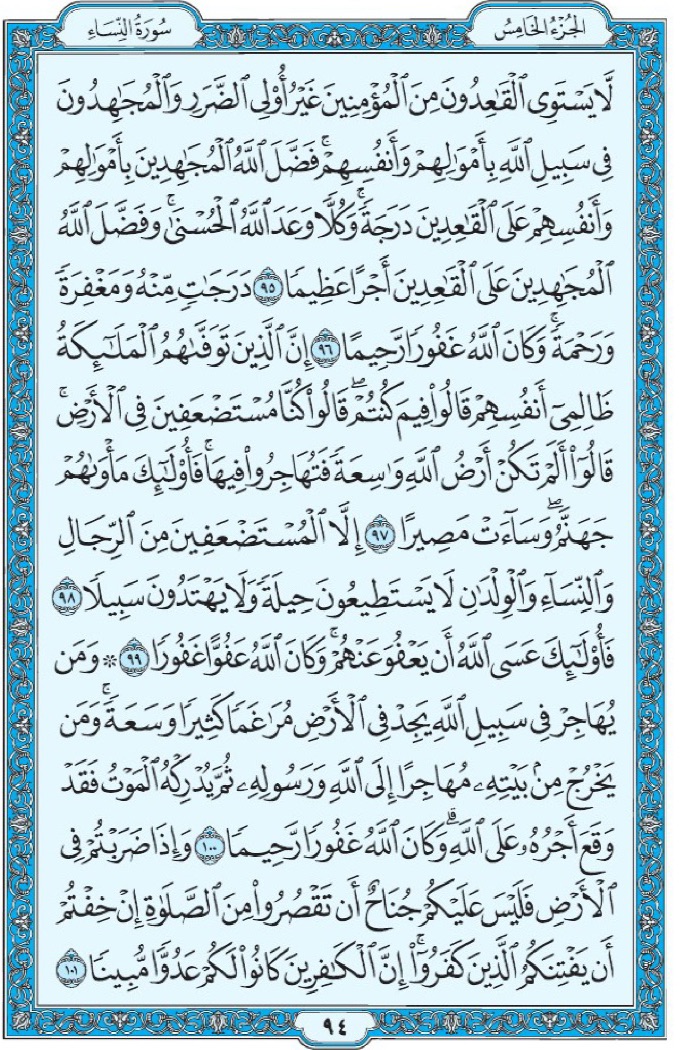 الجُزْءُ الخَامِسُ
سُورَةُ النِّسَاءِ
لَّا يَسْتَوِى ٱلْقَٰعِدُونَ مِنَ ٱلْمُؤْمِنِينَ غَيْرُ أُو۟لِى ٱلضَّرَرِ وَٱلْمُجَٰهِدُونَ
فِى سَبِيلِ ٱللَّهِ بِأَمْوَٰلِهِمْ وَأَنفُسِهِمْ ۚ فَضَّلَ ٱللَّهُ ٱلْمُجَٰهِدِينَ بِأَمْوَٰلِهِمْ
وَأَنفُسِهِمْ عَلَى ٱلْقَٰعِدِينَ دَرَجَةً ۚ وَكُلًّا وَعَدَ ٱللَّهُ ٱلْحُسْنَىٰ ۚ وَفَضَّلَ ٱللَّهُ
ٱلْمُجَٰهِدِينَ عَلَى ٱلْقَٰعِدِينَ أَجْرًا عَظِيمًا ٩٥ دَرَجَٰتٍ مِّنْهُ وَمَغْفِرَةً
وَرَحْمَةً ۚ وَكَانَ ٱللَّهُ غَفُورًا رَّحِيمًا ٩٦ إِنَّ ٱلَّذِينَ تَوَفَّىٰهُمُ ٱلْمَلَٰٓئِكَةُ
ظَالِمِىٓ أَنفُسِهِمْ قَالُوا۟ فِيمَ كُنتُمْ ۖ قَالُوا۟ كُنَّا مُسْتَضْعَفِينَ فِى ٱلْأَرْضِ ۚ
قَالُوٓا۟ أَلَمْ تَكُنْ أَرْضُ ٱللَّهِ وَٰسِعَةً فَتُهَاجِرُوا۟ فِيهَا ۚ فَأُو۟لَٰٓئِكَ مَأْوَىٰهُمْ
جَهَنَّمُ ۖ وَسَآءَتْ مَصِيرًا ٩٧ إِلَّا ٱلْمُسْتَضْعَفِينَ مِنَ ٱلرِّجَالِ
وَٱلنِّسَآءِ وَٱلْوِلْدَٰنِ لَا يَسْتَطِيعُونَ حِيلَةً وَلَا يَهْتَدُونَ سَبِيلًا ٩٨
فَأُو۟لَٰٓئِكَ عَسَى ٱللَّهُ أَن يَعْفُوَ عَنْهُمْ ۚ وَكَانَ ٱللَّهُ عَفُوًّا غَفُورًا ٩٩ ۞ وَمَن
يُهَاجِرْ فِى سَبِيلِ ٱللَّهِ يَجِدْ فِى ٱلْأَرْضِ مُرَٰغَمًا كَثِيرًا وَسَعَةً ۚ وَمَن
يَخْرُجْ مِنۢ بَيْتِهِۦ مُهَاجِرًا إِلَى ٱللَّهِ وَرَسُولِهِۦ ثُمَّ يُدْرِكْهُ ٱلْمَوْتُ فَقَدْ
وَقَعَ أَجْرُهُۥ عَلَى ٱللَّهِ ۗ وَكَانَ ٱللَّهُ غَفُورًا رَّحِيمًا ١٠٠ وَإِذَا ضَرَبْتُمْ فِى
ٱلْأَرْضِ فَلَيْسَ عَلَيْكُمْ جُنَاحٌ أَن تَقْصُرُوا۟ مِنَ ٱلصَّلَوٰةِ إِنْ خِفْتُمْ
أَن يَفْتِنَكُمُ ٱلَّذِينَ كَفَرُوٓا۟ ۚ إِنَّ ٱلْكَٰفِرِينَ كَانُوا۟ لَكُمْ عَدُوًّا مُّبِينًا ١٠١
٩٤